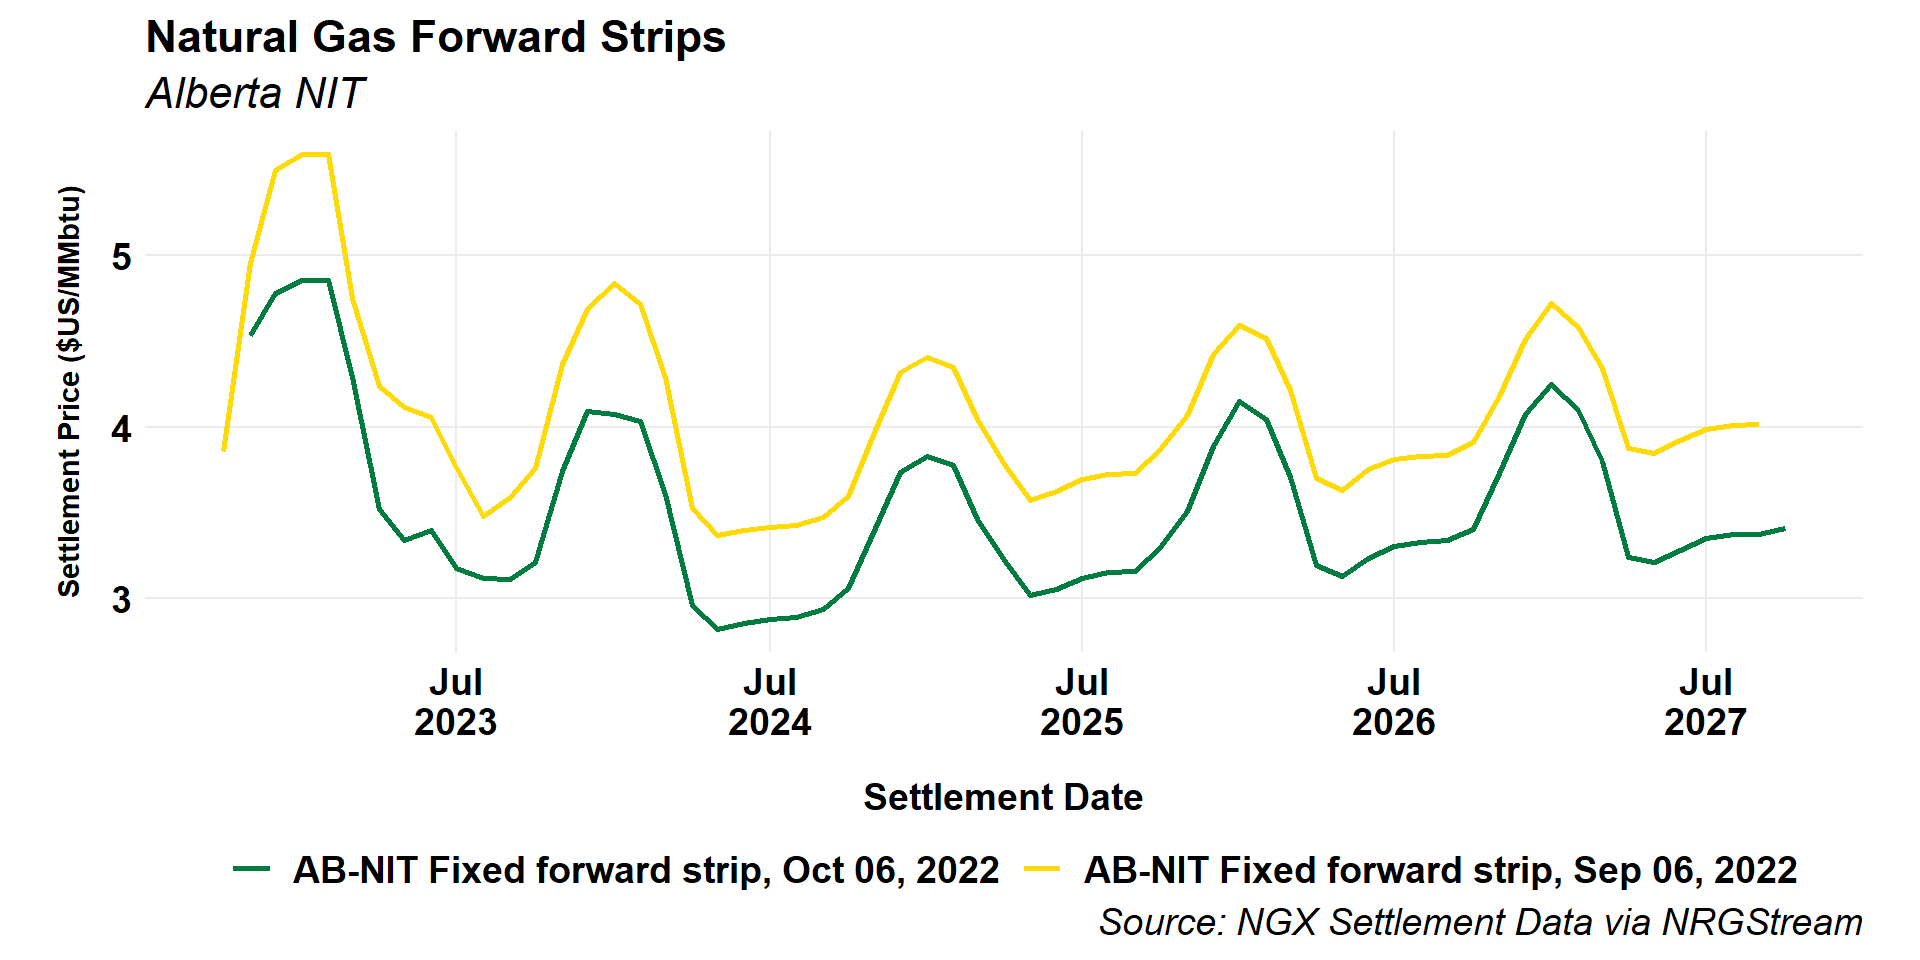 Natural Gas Forward Strips
Alberta NIT
Settlement Price ($US/MMbtu)
5
4
3
Jul
2023
Jul
2024
Jul
2025
Jul
2026
Jul
2027
Settlement Date
AB-NIT Fixed forward strip, Oct 06, 2022
AB-NIT Fixed forward strip, Sep 06, 2022
Source: NGX Settlement Data via NRGStream